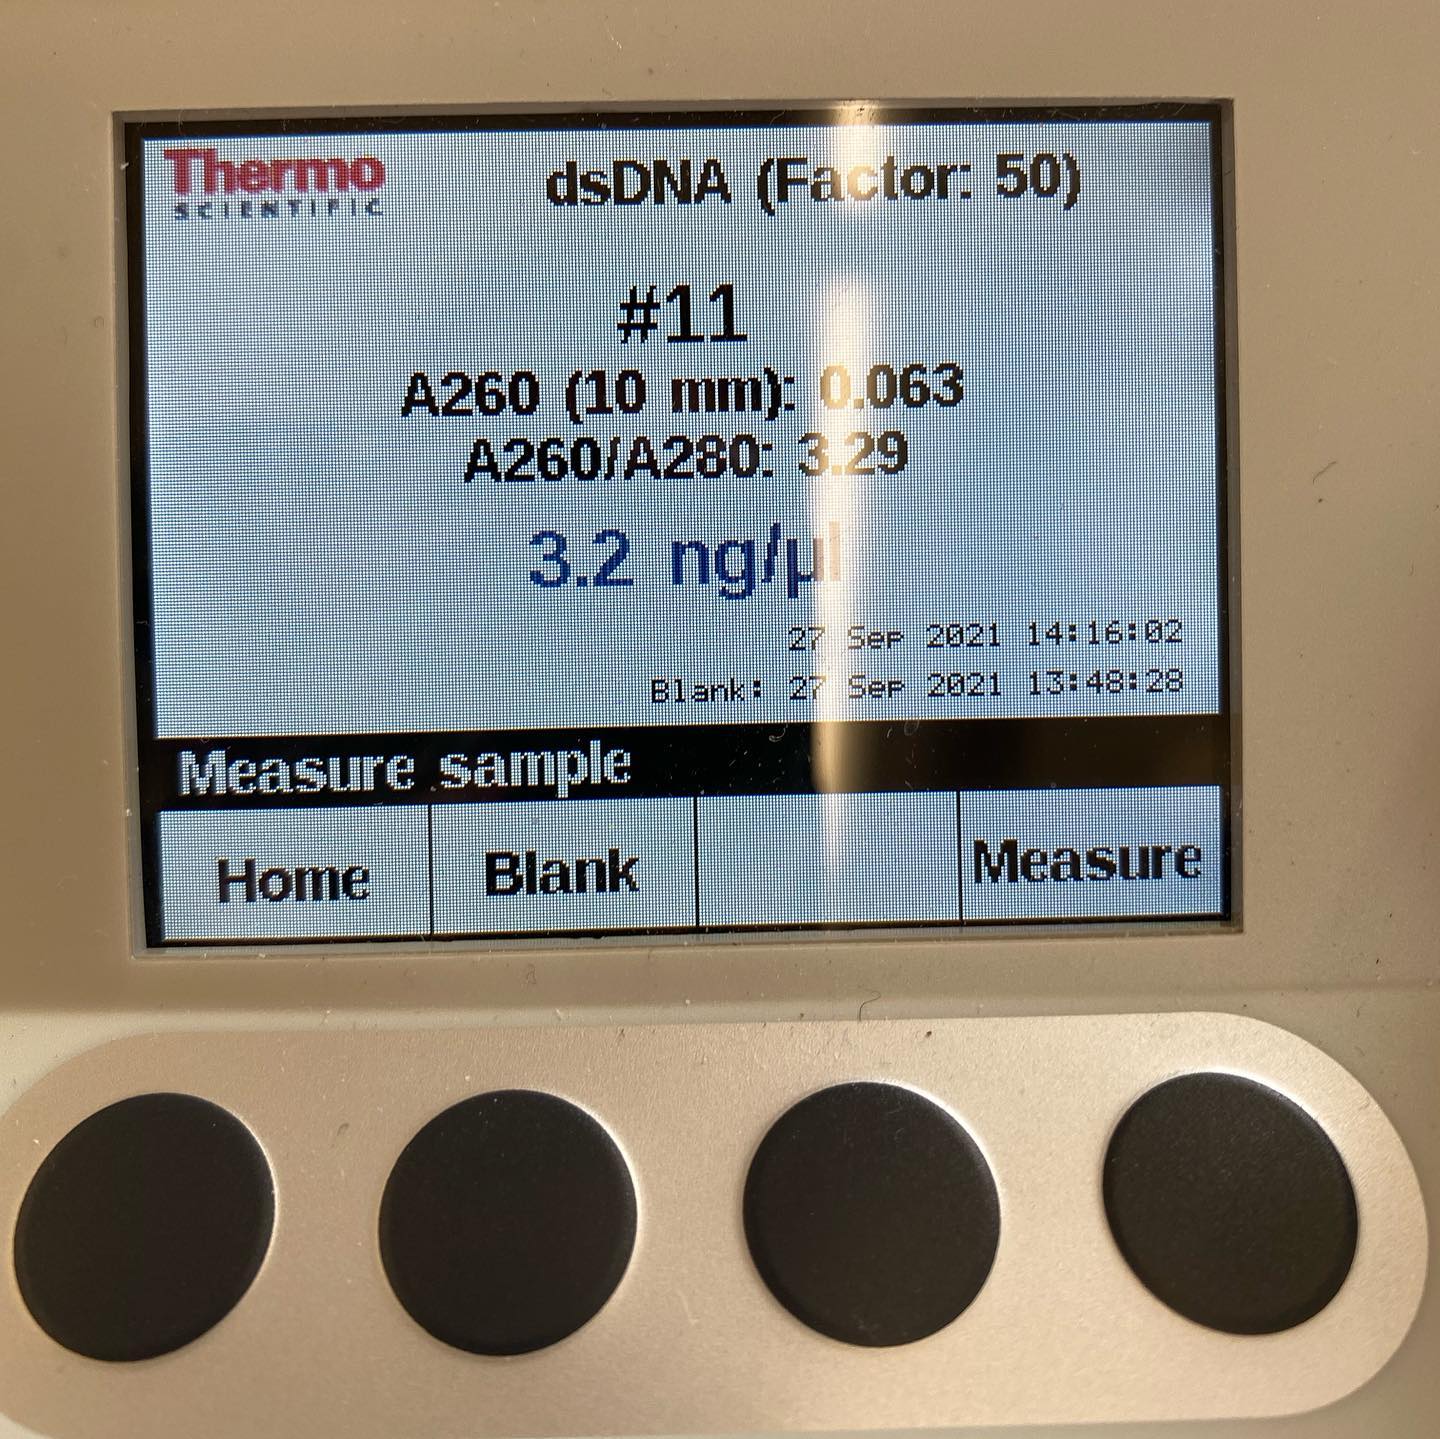 Thermo
SCIENTIFIC
dsDNA (Factor: 50)
#11
A260 (10 mm): 0.063
A260/A280: 3.29
3.2 ng/µl
27 Sep 2021 14:16:02
Blank: 27 Sep 2021 13:48:28
Measure sample
Home
Blank
Measure